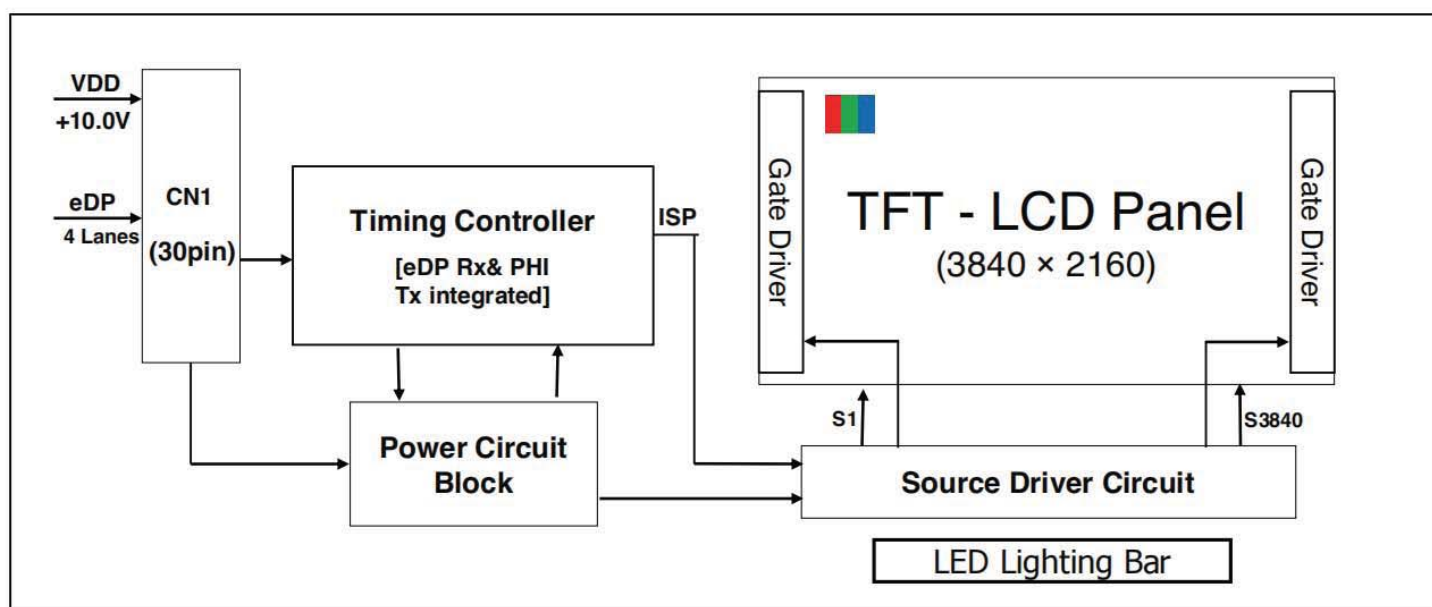 VDD
+10.0V
eDP
4 Lanes
CN1
(30pin)
Timing Controller
[eDP Rx& PHI
Tx integrated]
ISP
Power Circuit
Block
Gate Driver
TFT - LCD Panel
(3840 × 2160)
Gate Driver
S1
S3840
Source Driver Circuit
LED Lighting Bar